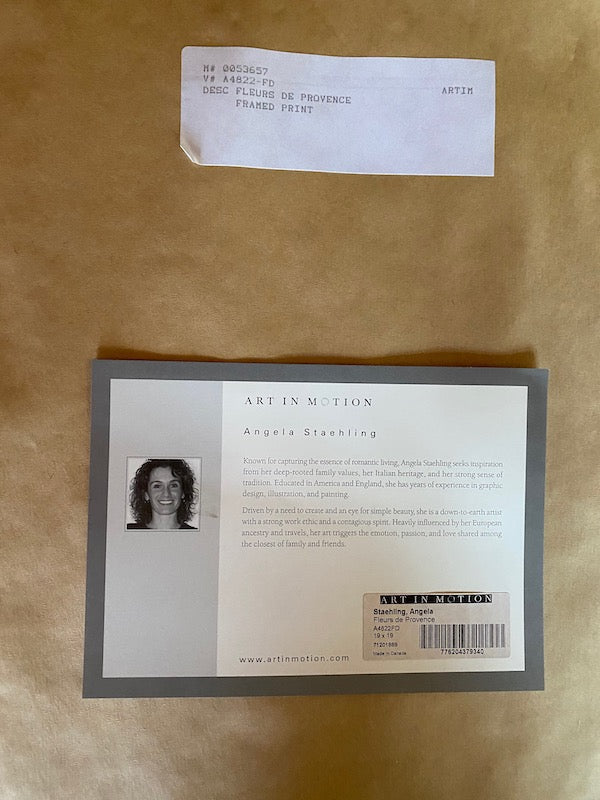 M# 0053657
V# A4822-FD
DESC FLEURS DE PROVENCE ARTIM
FRAMED PRINT
ART IN MOTION
Angela Staehling
Known for capturing the essence of romantic living, Angela Staehling seeks inspiration
from her deep-rooted family values, her Italian heritage, and her strong sense of
tradition. Educated in America and England, she has years of experience in graphic
design, illustration, and painting.
Driven by a need to create and an eye for simple beauty, she is a down-to-earth artist
with a strong work ethic and a contagious spirit. Heavily influenced by her European
ancestry and travels, her art triggers the emotion, passion, and love shared among
the closest of family and friends.
ART IN MOTION
Staehling, Angela
Fleurs de Provence
A4822FD
19 x 19
71201869
Made in Canada
776204379340
www.artinmotion.com